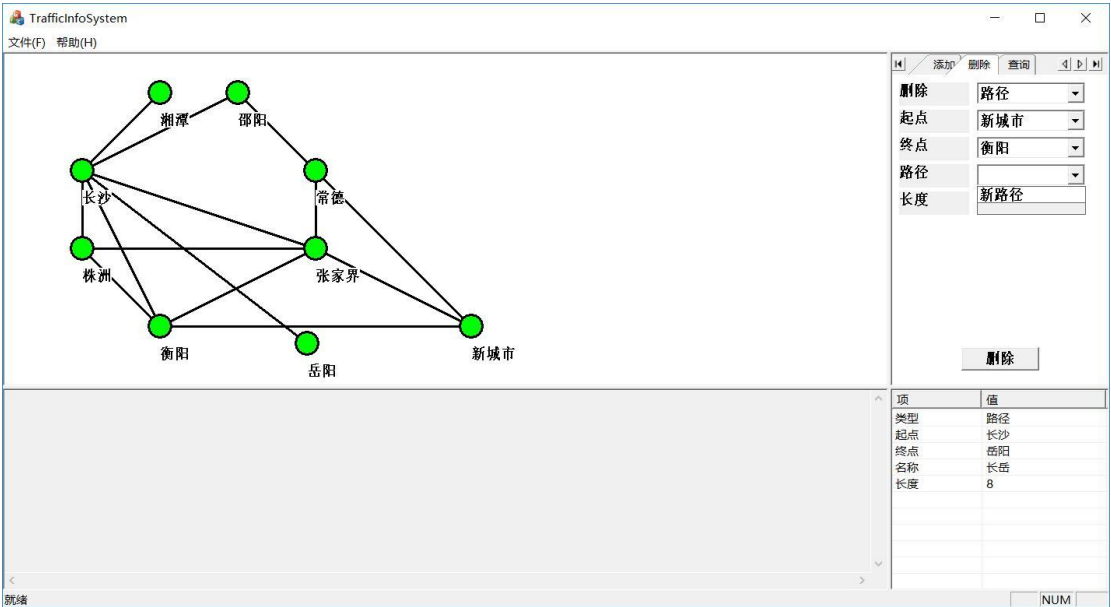 TrafficInfoSystem
文件(F) 帮助(H)
添加 删除 查询
删除 路径
起点 新城市
终点 衡阳
路径
新路径
长度
湘潭 邵阳
长沙 常德
株洲 张家界
衡阳 新城市
岳阳
删除
项 值
类型 路径
起点 长沙
终点 岳阳
名称 长岳
长度 8
就绪 NUM